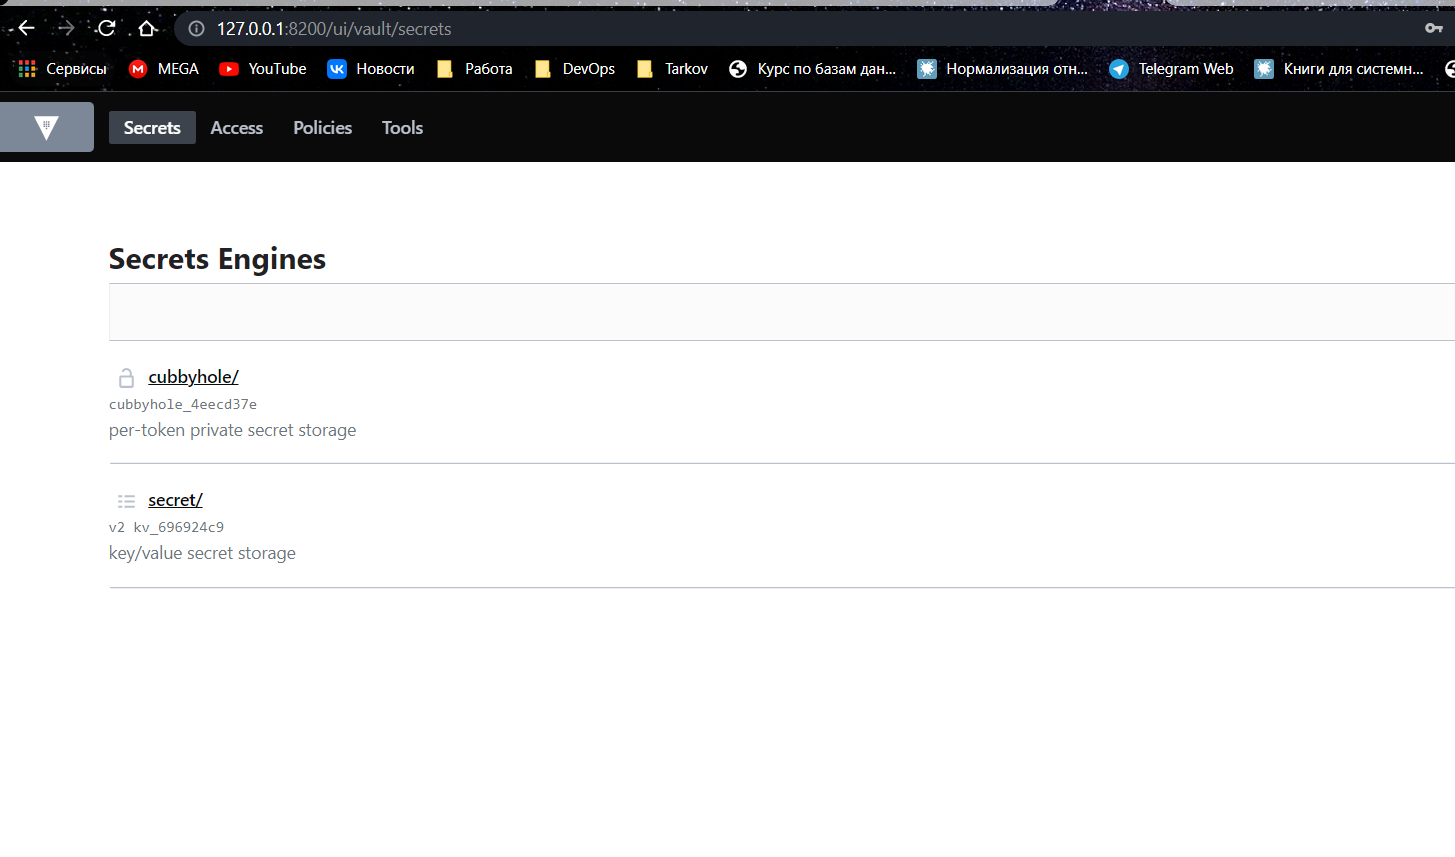 127.0.0.1:8200/ui/vault/secrets
Сервисы MEGA YouTube Новости Работа DevOps Tarkov Курс по базам дан... Нормализация отн... Telegram Web Книги для системн...
Secrets Access Policies Tools
Secrets Engines
cubbyhole/
cubbyhole_4eecd37e
per-token private secret storage
secret/
v2 kv_696924c9
key/value secret storage